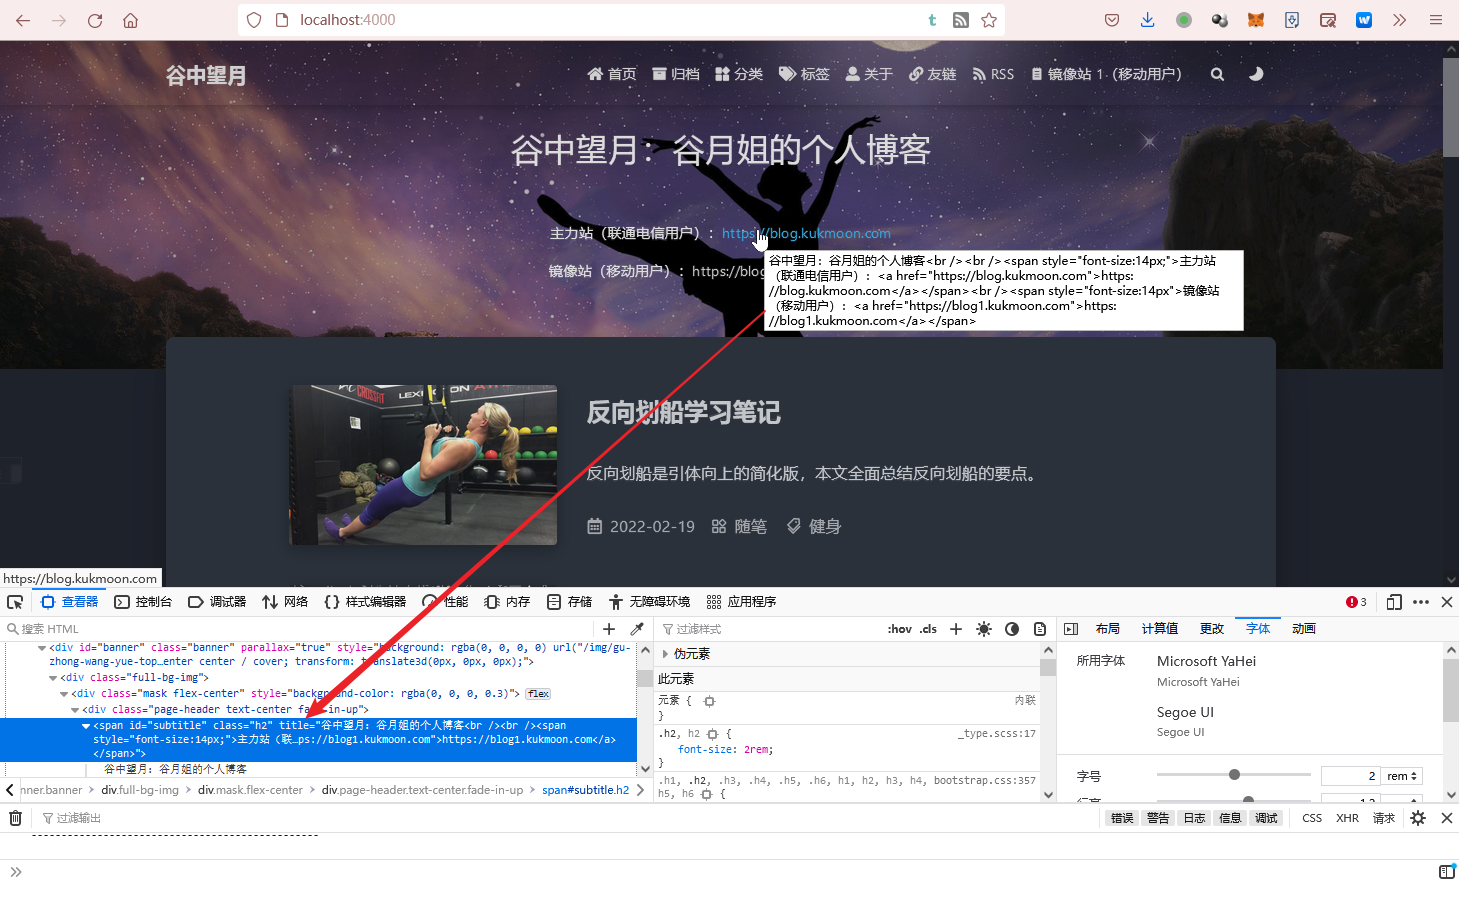 localhost:4000
谷中望月
首页 归档 分类 标签 关于 友链 RSS 镜像站 1（移动用户）
谷中望月：谷月姐的个人博客
主力站（联通电信用户）：https://blog.kukmoon.com
镜像站（移动用户）：https://blog
谷中望月：谷月姐的个人博客<br /><br /><span style="font-size:14px;">主力站
（联通电信用户）：<a href="https://blog.kukmoon.com">https:
//blog.kukmoon.com</a></span><br /><span style="font-size:14px">镜像站
（移动用户）：<a href="https://blog1.kukmoon.com">https:
//blog1.kukmoon.com</a></span>
CROSSFIT
反向划船学习笔记
反向划船是引体向上的简化版，本文全面总结反向划船的要点。
2022-02-19 随笔 健身
https://blog.kukmoon.com
查看器 控制台 调试器 网络 样式编辑器 性能 内存 存储 无障碍环境 应用程序 3
搜索 HTML
<div id="banner" class="banner" parallax="true" style="background: rgba(0, 0, 0, 0) url("/img/gu-
zhong-wang-yue-top…enter center / cover; transform: translate3d(0px, 0px, 0px);">
<div class="full-bg-img">
<div class="mask flex-center" style="background-color: rgba(0, 0, 0, 0.3)"> flex
<div class="page-header text-center fade-in-up">
<span id="subtitle" class="h2" title="谷中望月：谷月姐的个人博客<br /><br /><span
style="font-size:14px;">主力站（联…ps://blog1.kukmoon.com">https://blog1.kukmoon.com</a>
</span>">
谷中望月：谷月姐的个人博客
nner.banner div.full-bg-img div.mask.flex-center div.page-header.text-center.fade-in-up span#subtitle.h2
过滤样式 :hov .cls
伪元素
此元素
元素 { 内联
}
.h2, h2 { _type.scss:17
font-size: 2rem;
}
.h1, .h2, .h3, .h4, .h5, .h6, h1, h2, h3, h4, bootstrap.css:357
h5, h6 {
布局 计算值 更改 字体 动画
所用字体 Microsoft YaHei
Microsoft YaHei
Segoe UI
Segoe UI
字号 2 rem
行高 1.2
过滤输出 错误 警告 日志 信息 调试 CSS XHR 请求